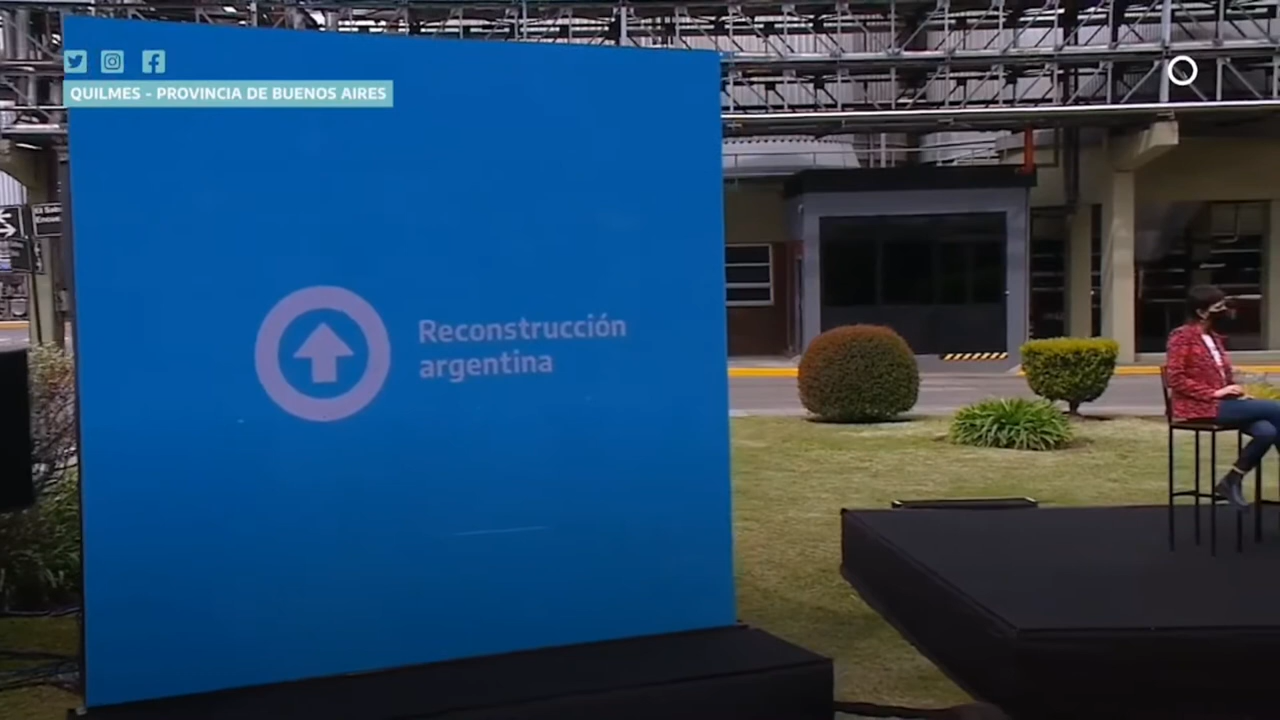 QUILMES - PROVINCIA DE BUENOS AIRES
Reconstrucción
argentina